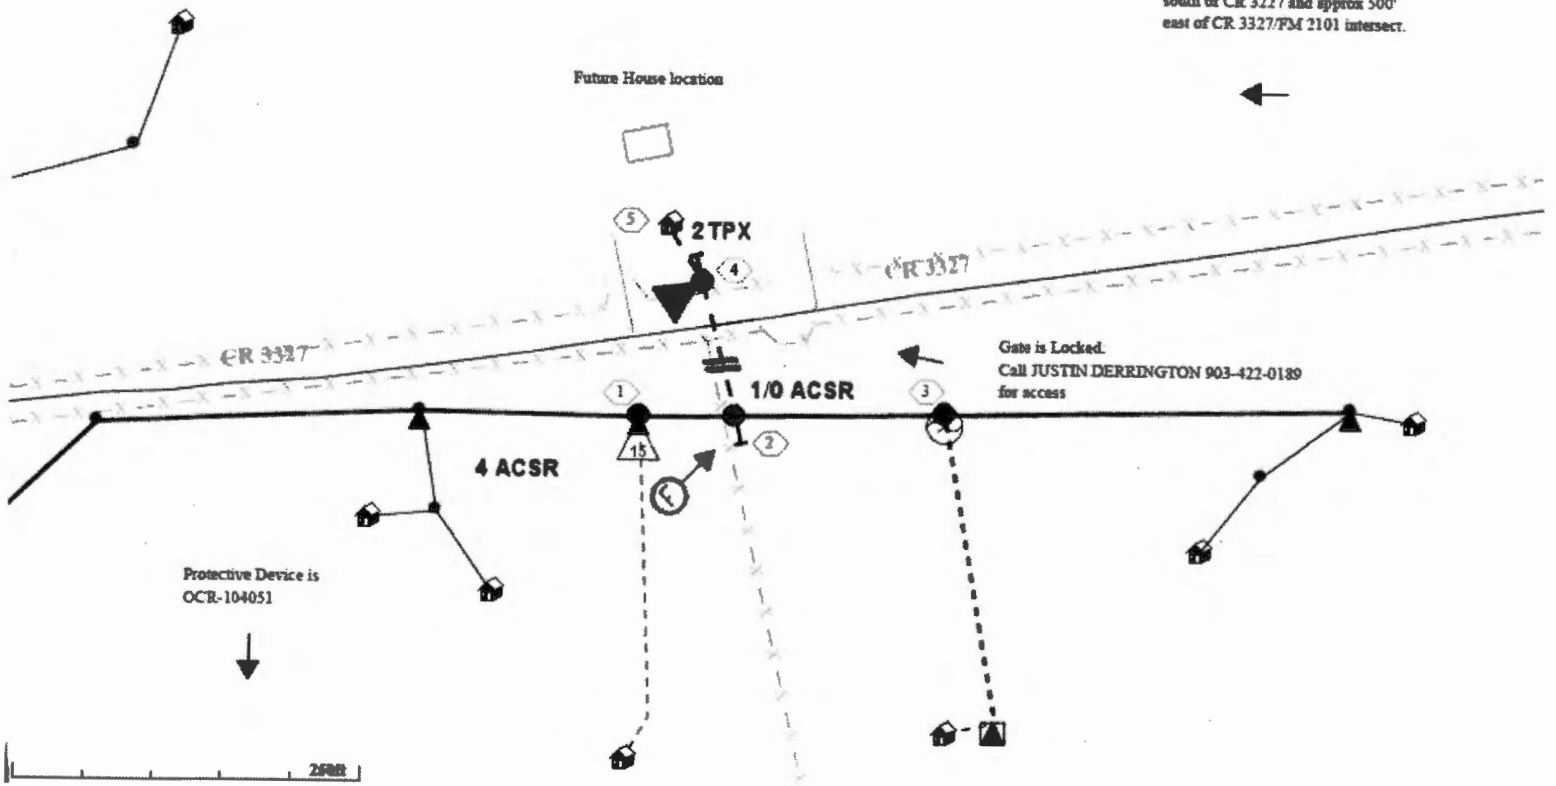 south of CR 3227 and approx 500'
east of CR 3327/FM 2101 intersect.
Future House location
5
2 TPX
4
CR 3327
CR 3327
Gate is Locked.
Call JUSTIN DERRINGTON 903-422-0189
for access
1
1/0 ACSR
3
2
15
4 ACSR
F
Protective Device is
OCR-104051